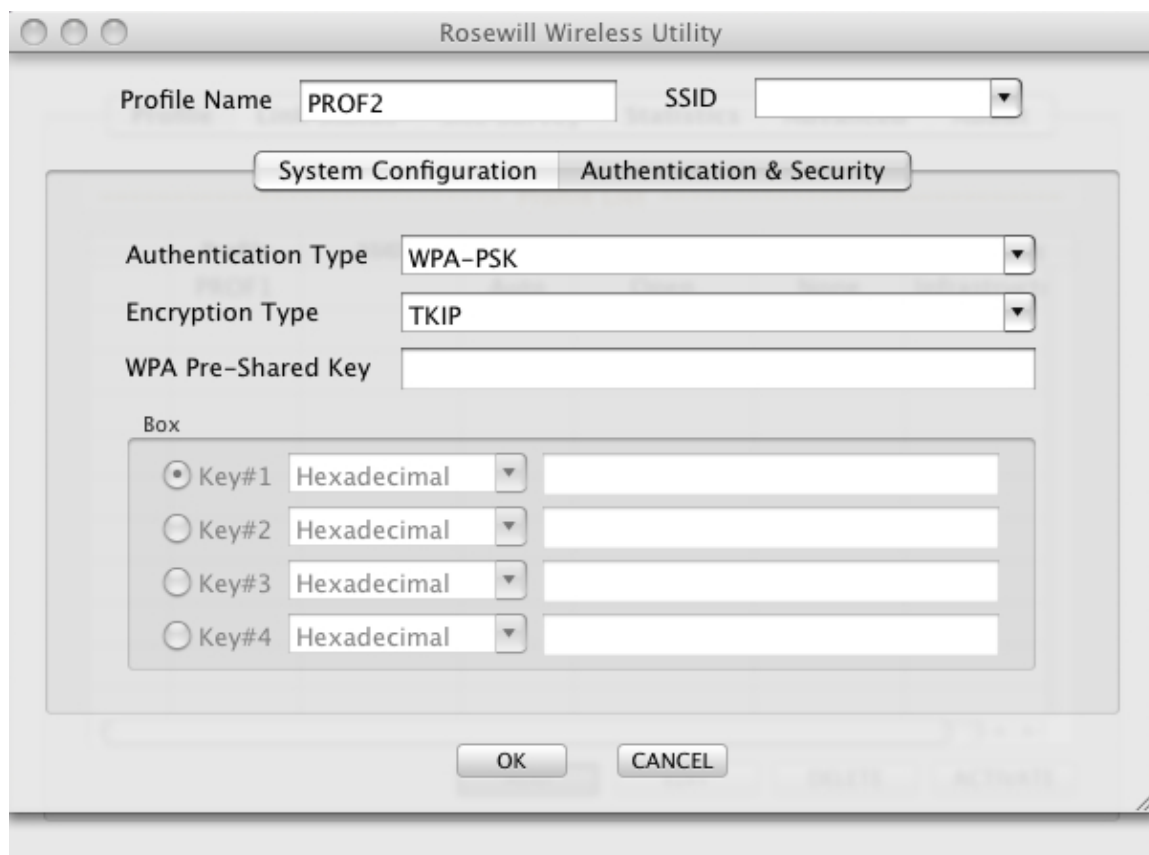 Rosewill Wireless Utility
Profile Name PROF2 SSID
System Configuration Authentication & Security
Authentication Type WPA-PSK
Encryption Type TKIP
WPA Pre-Shared Key
Box
Key#1 Hexadecimal
Key#2 Hexadecimal
Key#3 Hexadecimal
Key#4 Hexadecimal
OK CANCEL